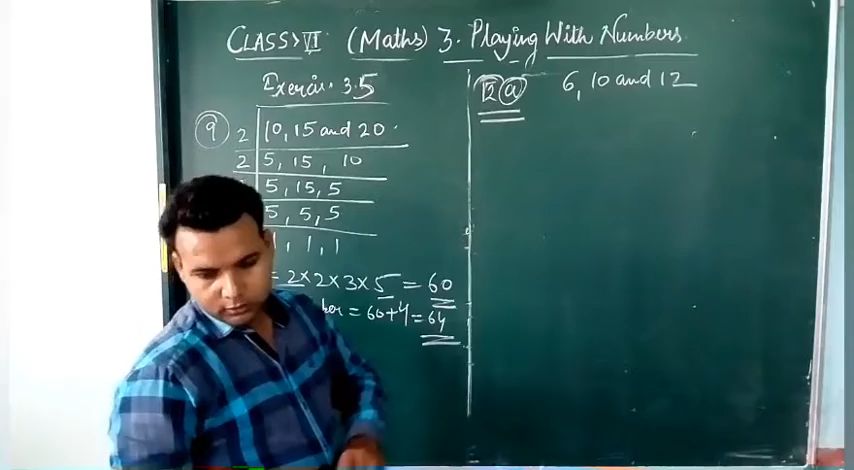 CLASS > VI (Maths) 3. Playing With Numbers
Exercise 3.5
9
2 10, 15 and 20.
2 5, 15, 10
5, 15, 5
5, 5, 5
1, 1, 1
= 2 × 2 × 3 × 5 = 60
= 60 + 4 = 64
(a) 6, 10 and 12